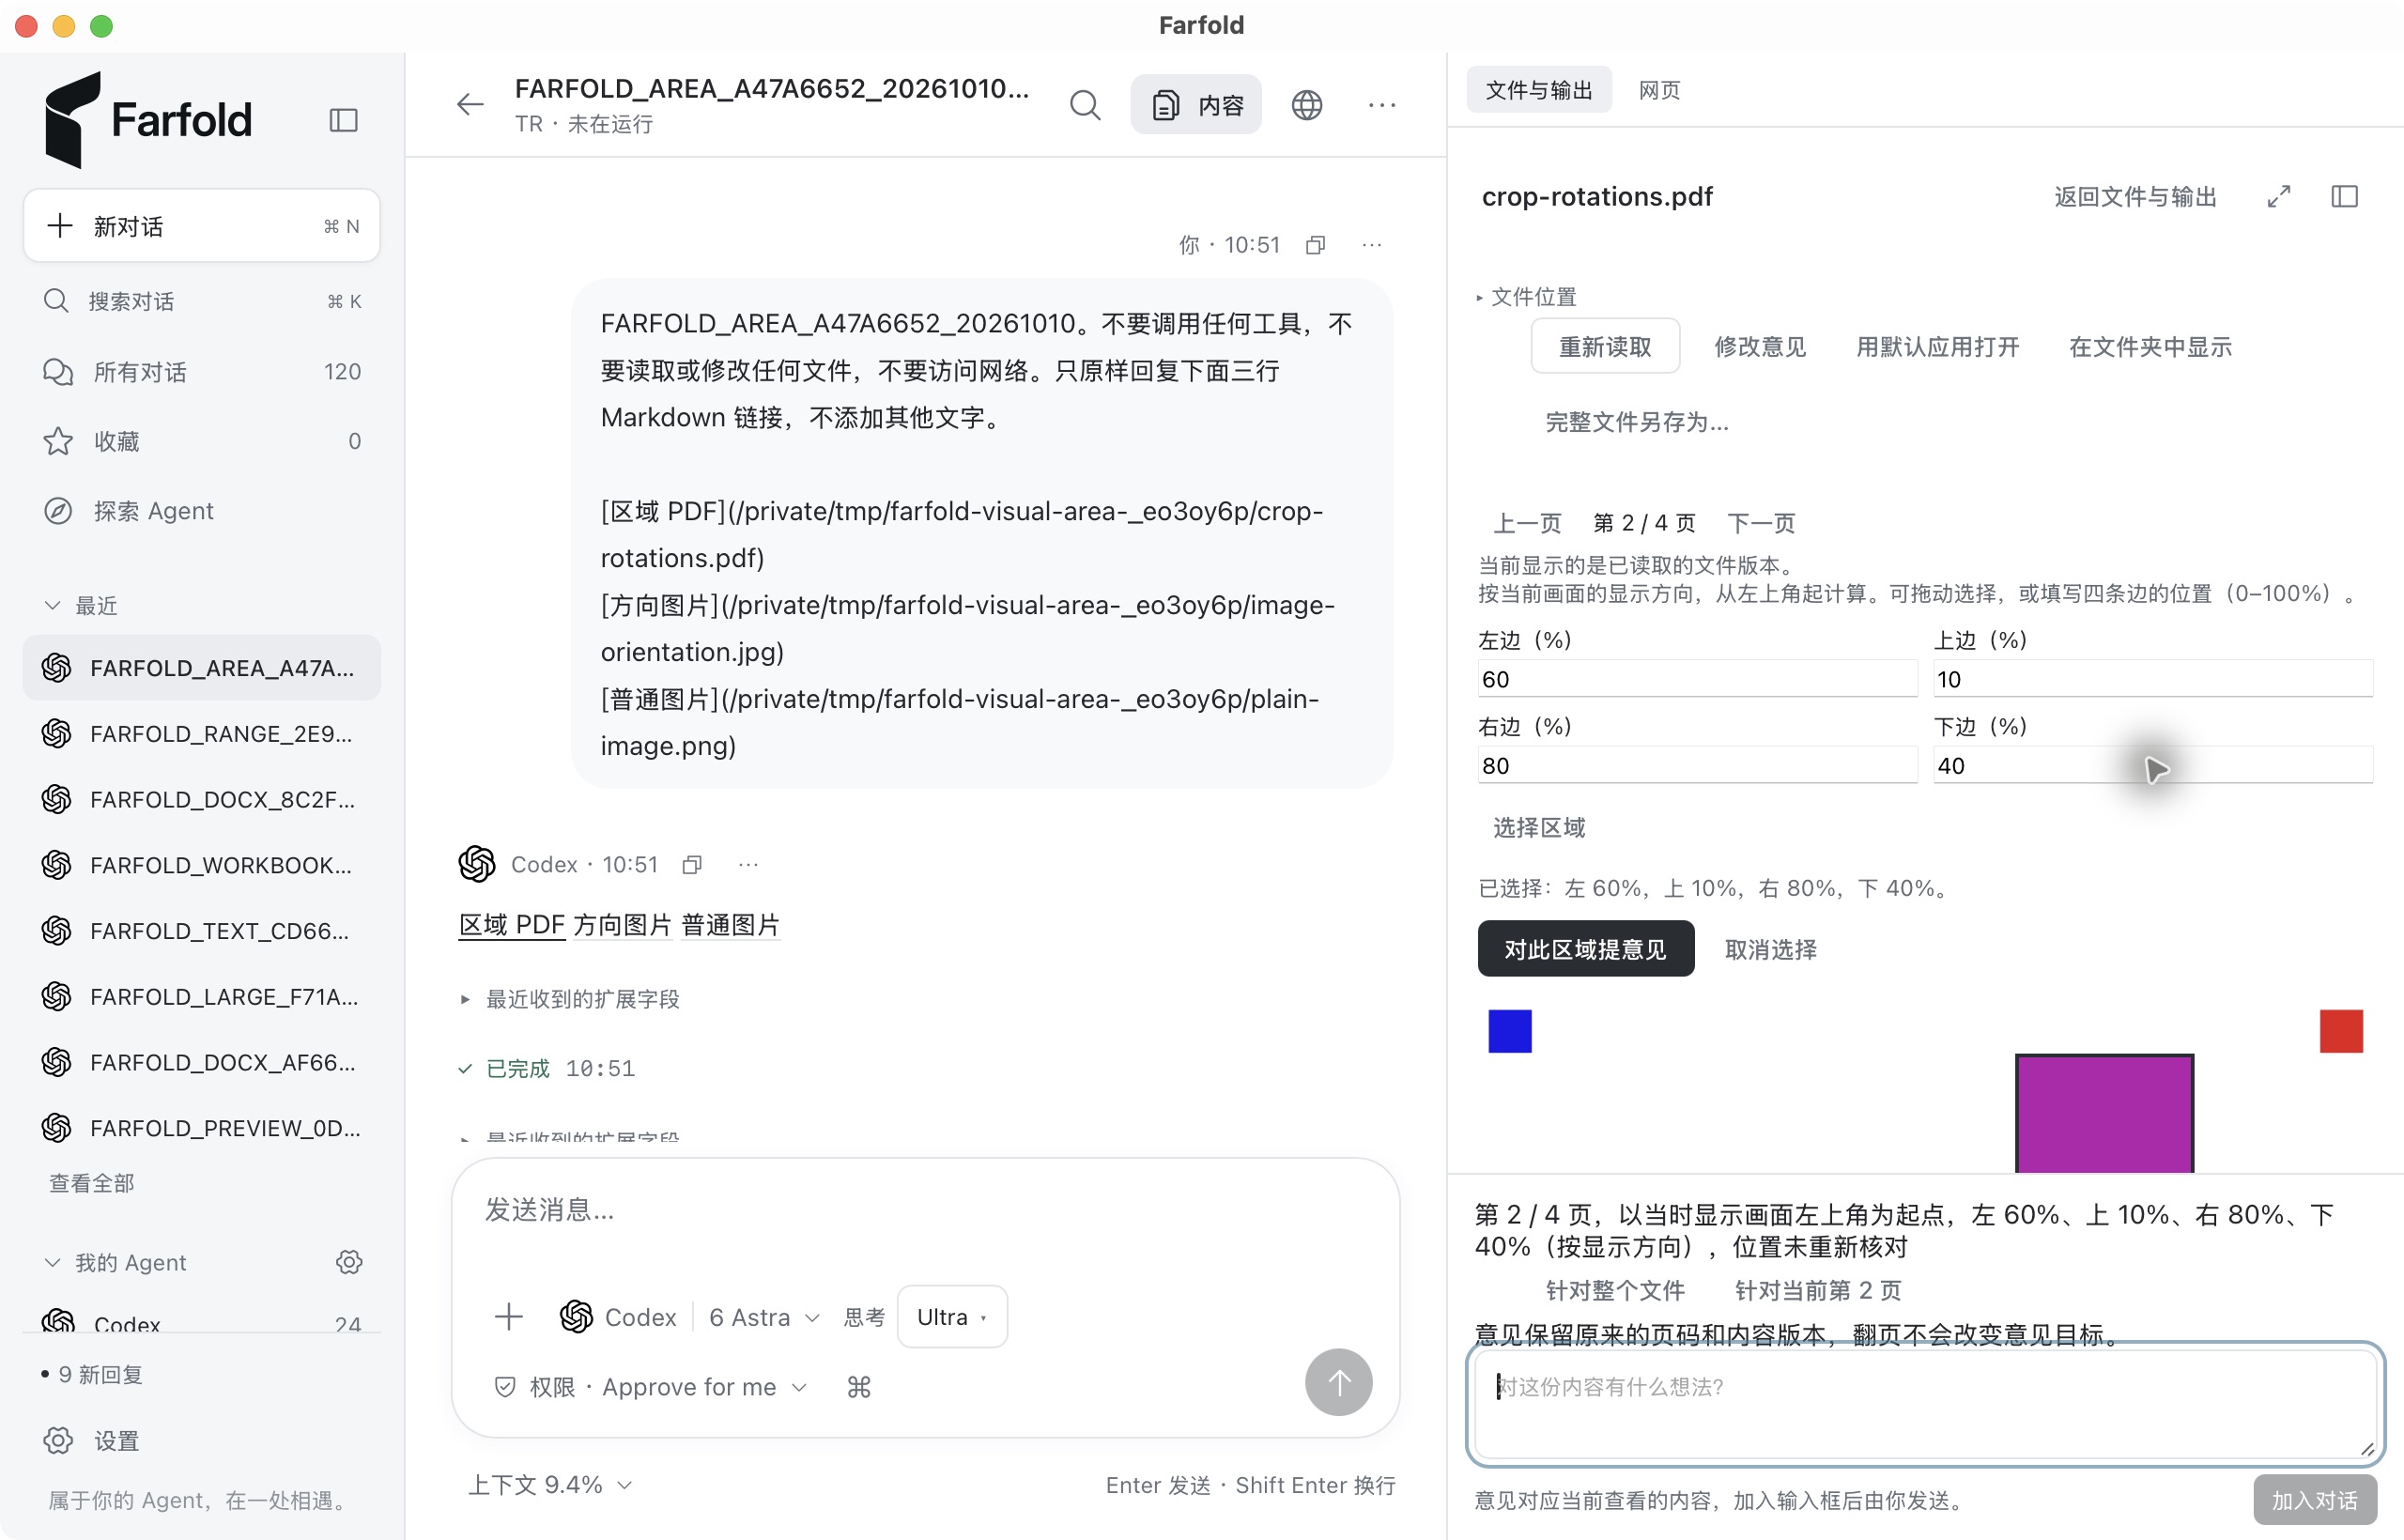 Farfold
Farfold
新对话
⌘ N
搜索对话
⌘ K
所有对话
120
收藏
0
探索 Agent
最近
FARFOLD_AREA_A47A...
FARFOLD_RANGE_2E9...
FARFOLD_DOCX_8C2F...
FARFOLD_WORKBOOK...
FARFOLD_TEXT_CD66...
FARFOLD_LARGE_F71A...
FARFOLD_DOCX_AF66...
FARFOLD_PREVIEW_0D...
查看全部
我的 Agent
Codex
24
9 新回复
设置
属于你的 Agent，在一处相遇。
FARFOLD_AREA_A47A6652_20261010...
TR · 未在运行
内容
你 · 10:51
FARFOLD_AREA_A47A6652_20261010。不要调用任何工具，不
要读取或修改任何文件，不要访问网络。只原样回复下面三行
Markdown 链接，不添加其他文字。
[区域 PDF](/private/tmp/farfold-visual-area-_eo3oy6p/crop-
rotations.pdf)
[方向图片](/private/tmp/farfold-visual-area-_eo3oy6p/image-
orientation.jpg)
[普通图片](/private/tmp/farfold-visual-area-_eo3oy6p/plain-
image.png)
Codex · 10:51
区域 PDF 方向图片 普通图片
最近收到的扩展字段
已完成 10:51
最近收到的扩展字段
发送消息...
Codex
6 Astra
思考
Ultra
权限 · Approve for me
⌘
上下文 9.4%
Enter 发送 · Shift Enter 换行
文件与输出
网页
crop-rotations.pdf
返回文件与输出
文件位置
重新读取
修改意见
用默认应用打开
在文件夹中显示
完整文件另存为...
上一页
第 2 / 4 页
下一页
当前显示的是已读取的文件版本。
按当前画面的显示方向，从左上角起计算。可拖动选择，或填写四条边的位置（0–100%）。
左边（%）
上边（%）
60
10
右边（%）
下边（%）
80
40
选择区域
已选择：左 60%，上 10%，右 80%，下 40%。
对此区域提意见
取消选择
第 2 / 4 页，以当时显示画面左上角为起点，左 60%、上 10%、右 80%、下
40%（按显示方向），位置未重新核对
针对整个文件
针对当前第 2 页
意见保留原来的页码和内容版本，翻页不会改变意见目标。
对这份内容有什么想法?
意见对应当前查看的内容，加入输入框后由你发送。
加入对话